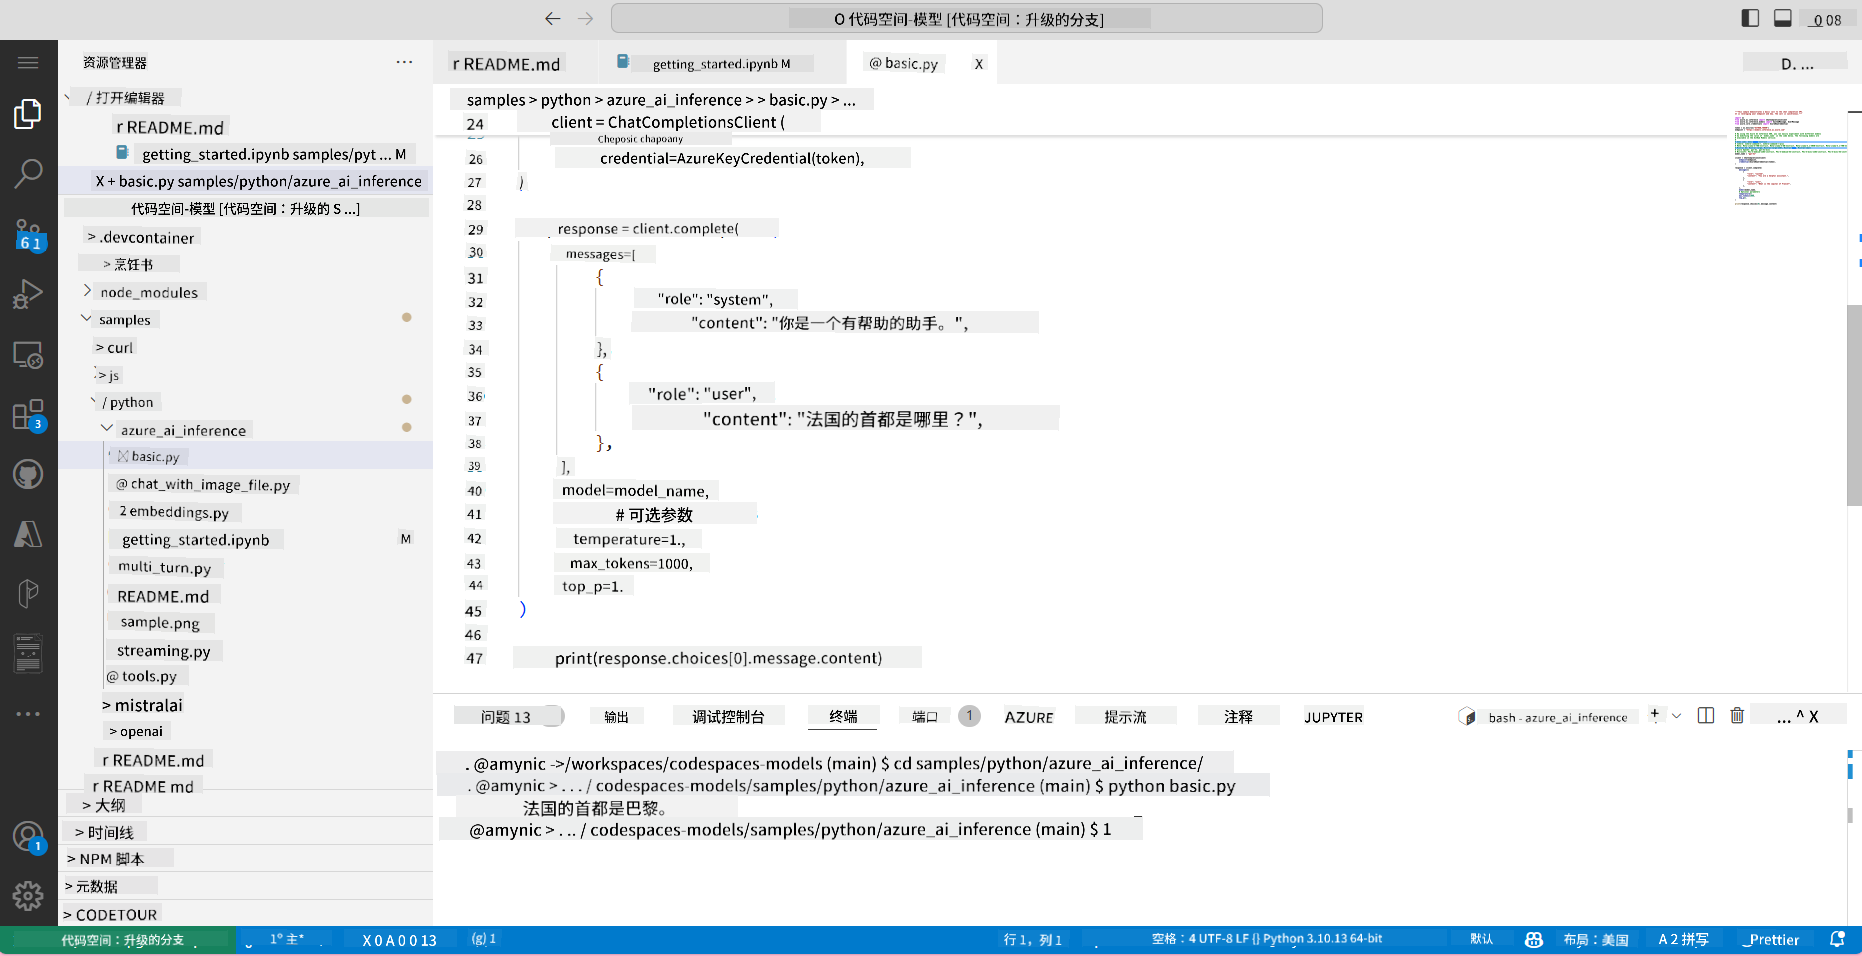 O 代码空间-模型 [代码空间：升级的分支]
0 08
资源管理器
...
/ 打开编辑器
r README.md
getting_started.ipynb samples/pyt ... M
X + basic.py samples/python/azure_ai_inference
代码空间-模型 [代码空间：升级的 S ...]
> .devcontainer
> 烹饪书
> node_modules
samples
> curl
> js
/ python
azure_ai_inference
basic.py
@ chat_with_image_file.py
2 embeddings.py
getting_started.ipynb M
multi_turn.py
README.md
sample.png
streaming.py
@ tools.py
> mistralai
> openai
r README.md
r README md
> 大纲
> 时间线
> NPM 脚本
> 元数据
> CODETOUR
61
3
1
r README.md
getting_started.ipynb M
@ basic.py X
D. ...
samples > python > azure_ai_inference > > basic.py > ...
24 client = ChatCompletionsClient (
Cheposic chapoany
26 credential=AzureKeyCredential(token),
27 )
28
29 response = client.complete(
30 messages=[
31 {
32 "role": "system",
33 "content": "你是一个有帮助的助手。",
34 },
35 {
36 "role": "user",
37 "content": "法国的首都是哪里？",
38 },
39 ],
40 model=model_name,
41 # 可选参数
42 temperature=1.,
43 max_tokens=1000,
44 top_p=1.
45 )
46
47 print(response.choices[0].message.content)
问题 13 输出 调试控制台 终端 端口 1 AZURE 提示流 注释 JUPYTER
bash - azure_ai_inference + ... ^ X
. @amynic ->/workspaces/codespaces-models (main) $ cd samples/python/azure_ai_inference/
. @amynic > . . . / codespaces-models/samples/python/azure_ai_inference (main) $ python basic.py
法国的首都是巴黎。
@amynic > . .. / codespaces-models/samples/python/azure_ai_inference (main) $ 1
代码空间：升级的分支 1º 主* X 0 A 0 0 13 (g) 1 行 1，列 1 空格：4 UTF-8 LF {} Python 3.10.13 64-bit 默认 布局：美国 A 2 拼写 _Prettier